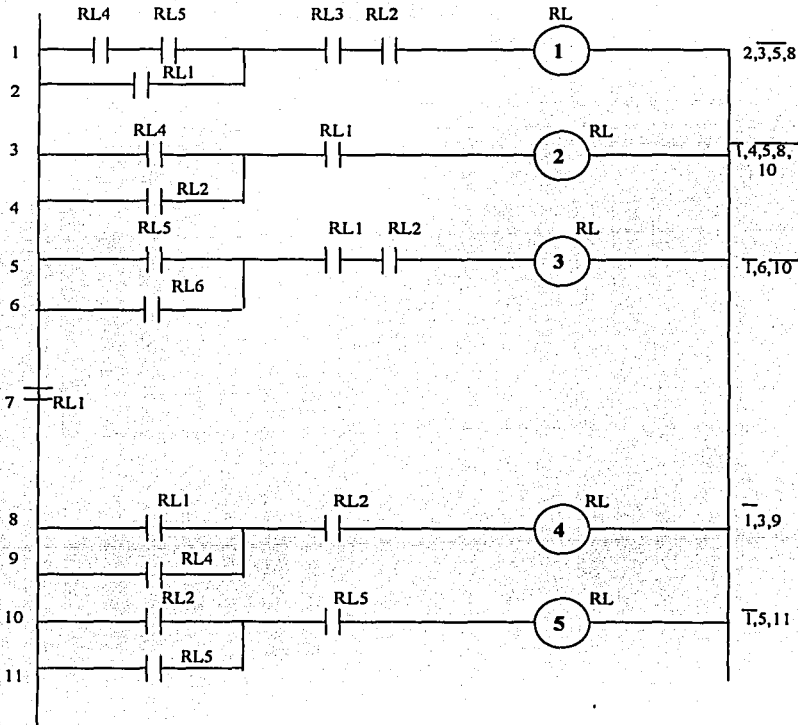 RL4 RL5 RL3 RL2 RL
1 1 2,3,5,8
RL1
2
RL4 RL1 RL
3 2 1,4,5,8,
10
RL2
4
RL5 RL1 RL2 RL
5 3 1,6,10
RL6
6
7 RL1
RL1 RL2 RL
8 4 1,3,9
9 RL4
RL2 RL5 RL
10 5 1,5,11
RL5
11